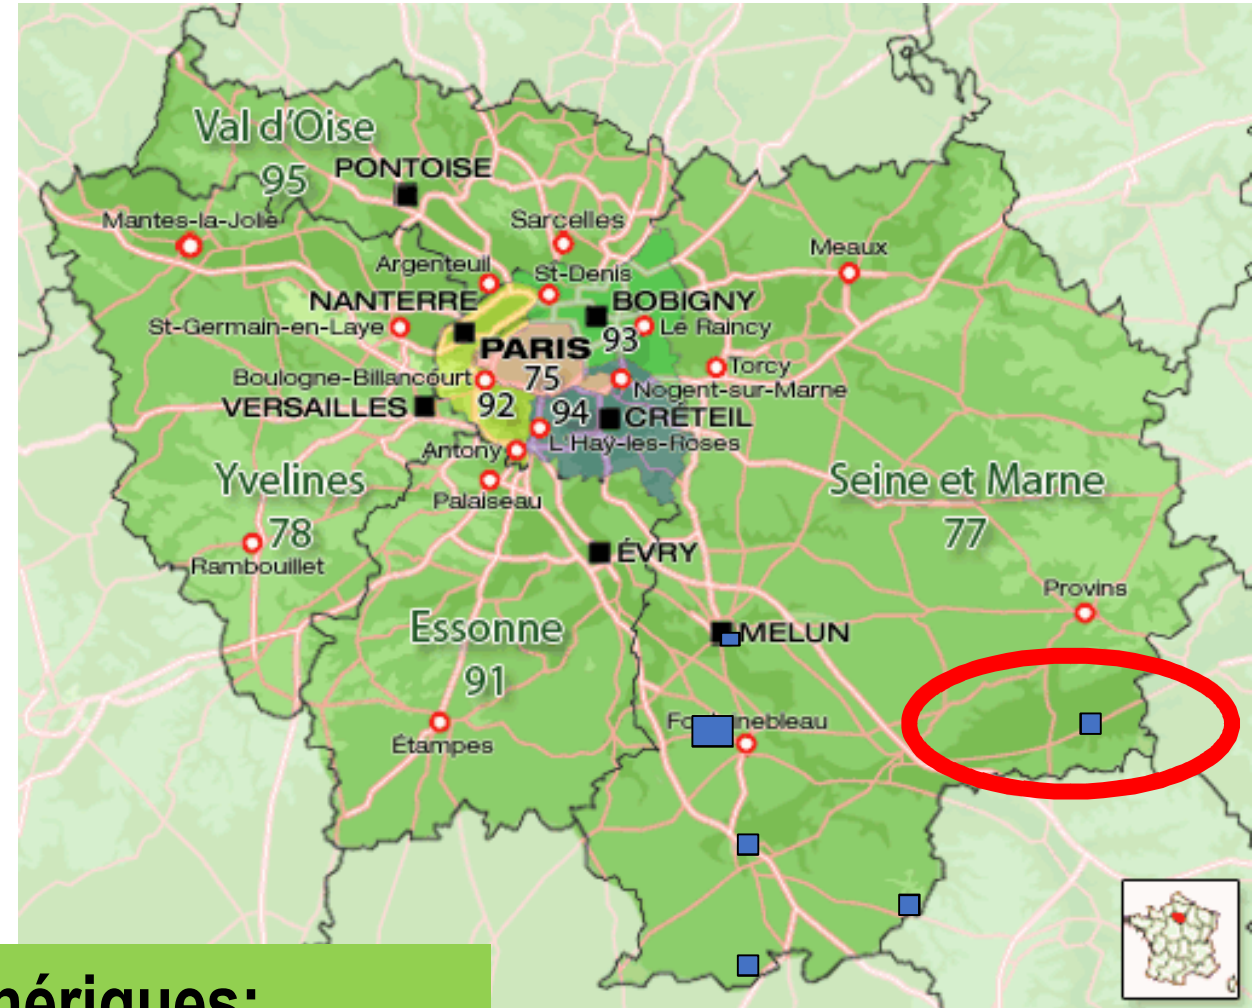 Val d'Oise
95
PONTOISE
Mantes-la-Jolie
Sarcelles
Meaux
Argenteuil
St-Denis
NANTERRE
BOBIGNY
St-Germain-en-Laye
Le Raincy
93
PARIS
75
Torcy
Boulogne-Billancourt
Nogent-sur-Marne
92
94
VERSAILLES
CRÉTEIL
Antony
L'Haÿ-les-Roses
Yvelines
78
Palaiseau
Seine et Marne
77
ÉVRY
Rambouillet
Provins
Essonne
91
MELUN
Étampes